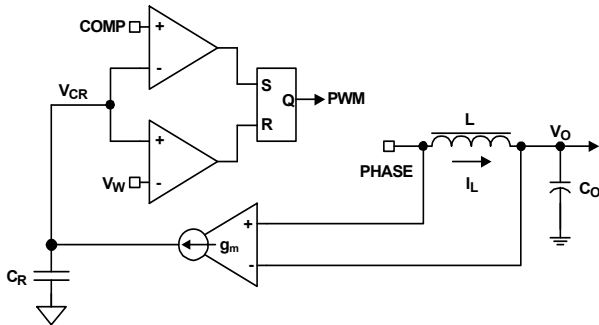 COMP
+
-
V_CR
S
Q
PWM
R
+
-
V_W
L
V_O
PHASE
I_L
C_O
+
g_m
-
C_R